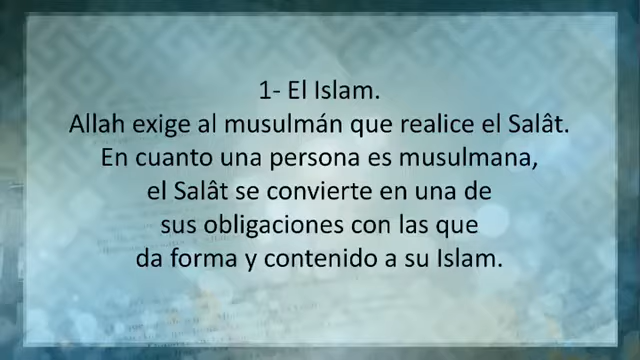 1- El Islam.
Allah exige al musulmán que realice el Salât.
En cuanto una persona es musulmana,
el Salât se convierte en una de
sus obligaciones con las que
da forma y contenido a su Islam.